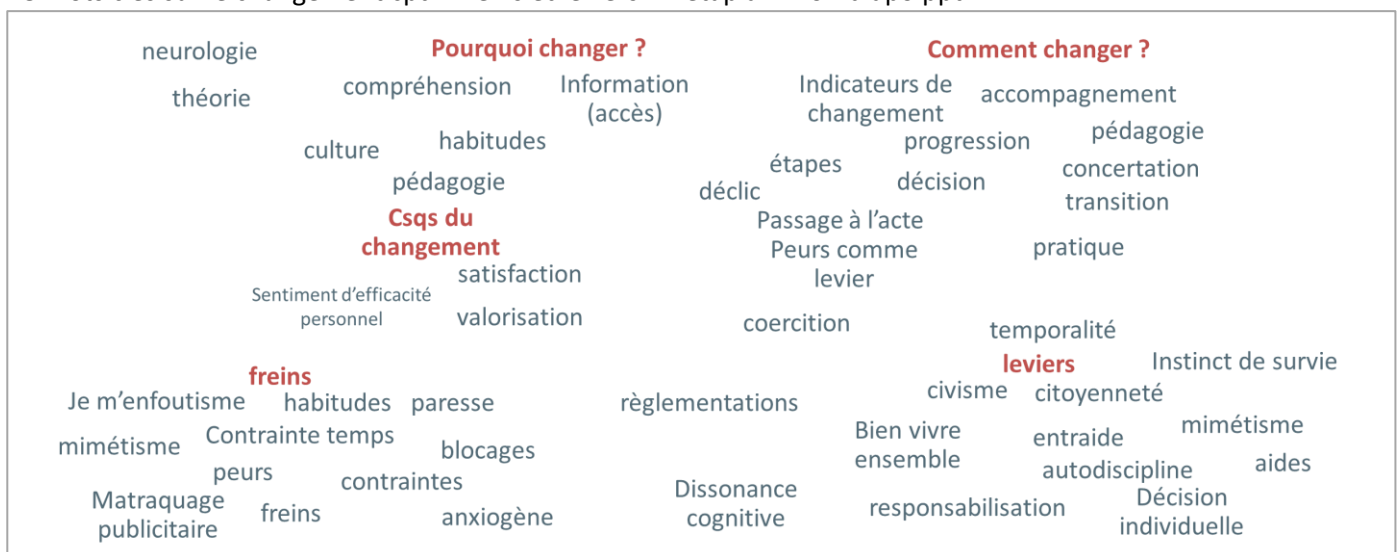 neurologie
Pourquoi changer ?
Comment changer ?
théorie
compréhension
Information
(accès)
Indicateurs de
changement
accompagnement
culture
habitudes
progression
pédagogie
étapes
concertation
pédagogie
déclic
décision
transition
Csqs du
changement
Passage à l'acte
Peurs comme
levier
pratique
satisfaction
Sentiment d'efficacité
personnel
valorisation
coercition
temporalité
freins
leviers
Instinct de survie
Je m'enfoutisme
habitudes
paresse
règlementations
civisme
citoyenneté
mimétisme
Contrainte temps
blocages
Bien vivre
ensemble
entraide
mimétisme
peurs
contraintes
autodiscipline
aides
Matraquage
publicitaire
freins
anxiogène
Dissonance
cognitive
responsabilisation
Décision
individuelle